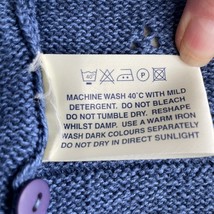 MACHINE WASH 40°C WITH MILD
DETERGENT. DO NOT BLEACH
DO NOT TUMBLE DRY. RESHAPE
WHILST DAMP. USE A WARM IRON
WASH DARK COLOURS SEPARATELY
DO NOT DRY IN DIRECT SUNLIGHT